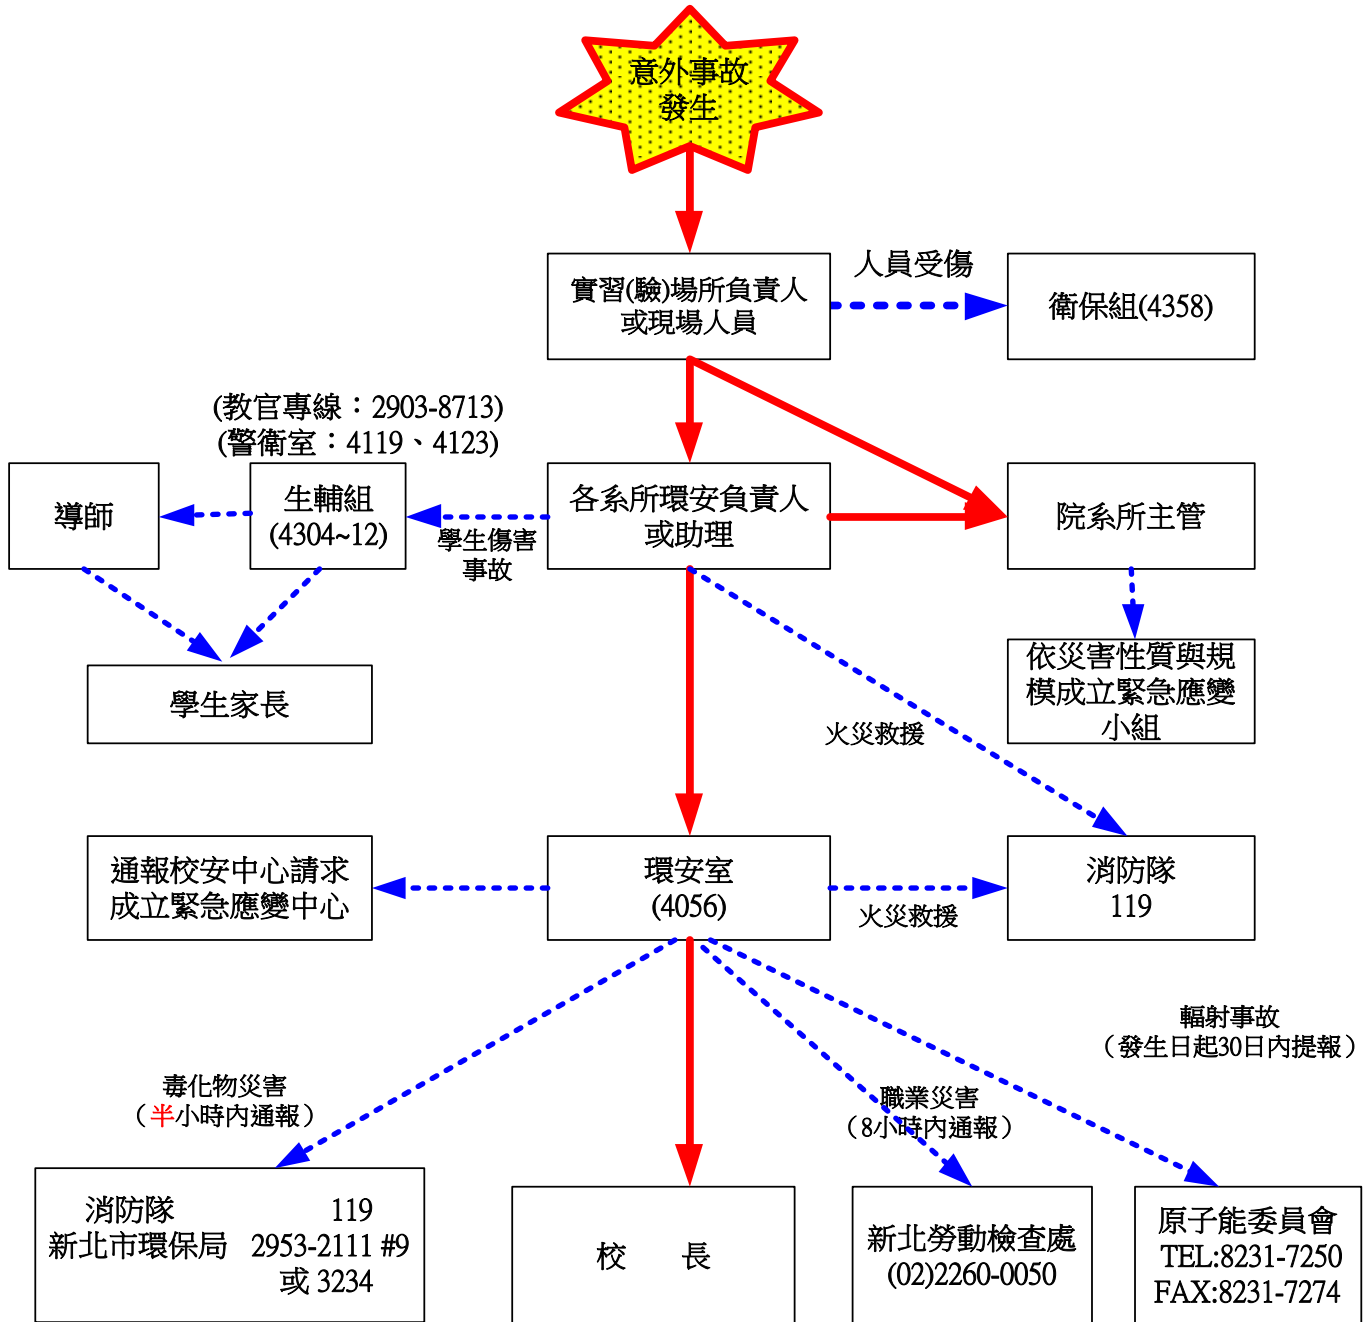 意外事故
發生
實習(驗)場所負責人
或現場人員
人員受傷
衛保組(4358)
(教官專線：2903-8713)
(警衛室：4119、4123)
導師
生輔組
(4304~12)
學生傷害
事故
各系所環安負責人
或助理
院系所主管
學生家長
依災害性質與規
模成立緊急應變
小組
火災救援
通報校安中心請求
成立緊急應變中心
環安室
(4056)
火災救援
消防隊
119
輻射事故
（發生日起30日內提報）
毒化物災害
（半小時內通報）
職業災害
（8小時內通報）
消防隊 119
新北市環保局 2953-2111 #9
或 3234
校 長
新北勞動檢查處
(02)2260-0050
原子能委員會
TEL:8231-7250
FAX:8231-7274